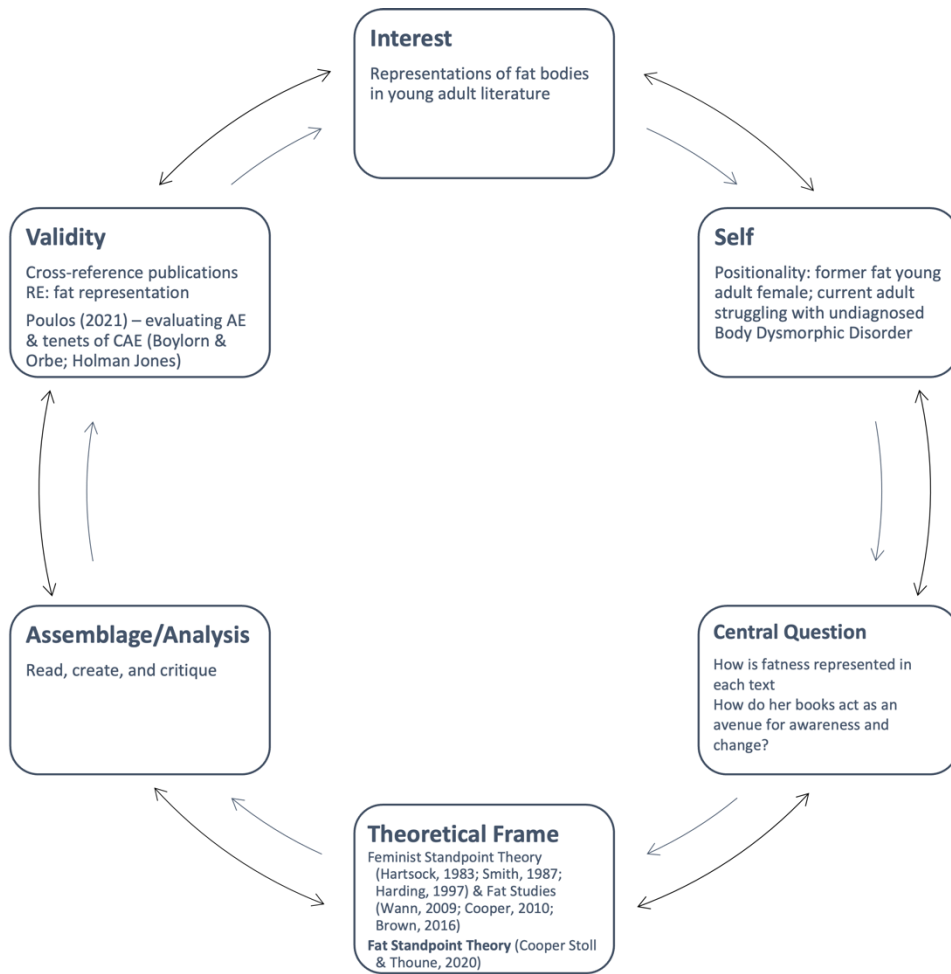 Interest
Representations of fat bodies
in young adult literature
Self
Positionality: former fat young
adult female; current adult
struggling with undiagnosed
Body Dysmorphic Disorder
Central Question
How is fatness represented in
each text
How do her books act as an
avenue for awareness and
change?
Theoretical Frame
Feminist Standpoint Theory
(Hartsock, 1983; Smith, 1987;
Harding, 1997) & Fat Studies
(Wann, 2009; Cooper, 2010;
Brown, 2016)
Fat Standpoint Theory (Cooper Stoll
& Thoune, 2020)
Assemblage/Analysis
Read, create, and critique
Validity
Cross-reference publications
RE: fat representation
Poulos (2021) – evaluating AE
& tenets of CAE (Boylorn &
Orbe; Holman Jones)